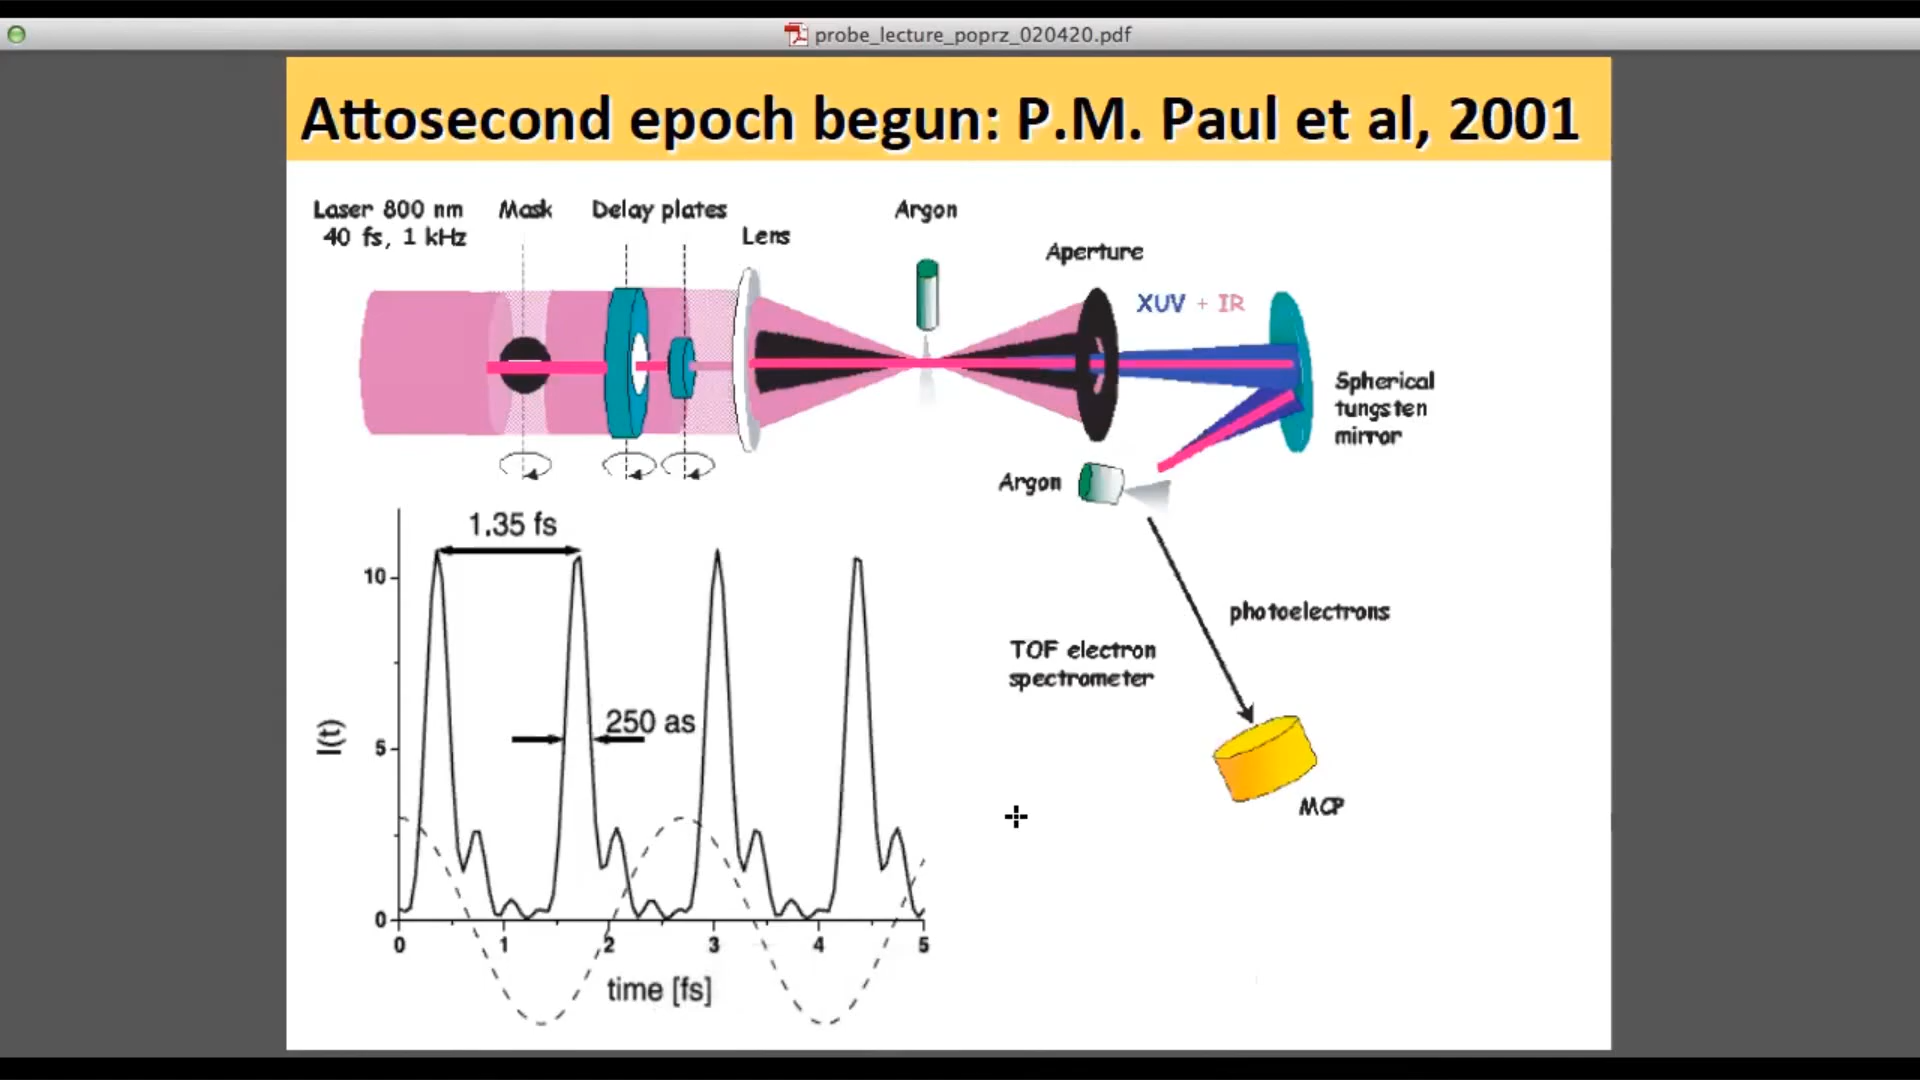 probe_lecture_poprz_020420.pdf
Attosecond epoch begun: P.M. Paul et al, 2001
Laser 800 nm
40 fs, 1 kHz
Mask
Delay plates
Lens
Argon
Aperture
XUV + IR
Spherical
tungsten
mirror
Argon
photoelectrons
TOF electron
spectrometer
MCP
1.35 fs
250 as
I(t)
10
5
0
0 1 2 3 4 5
time [fs]